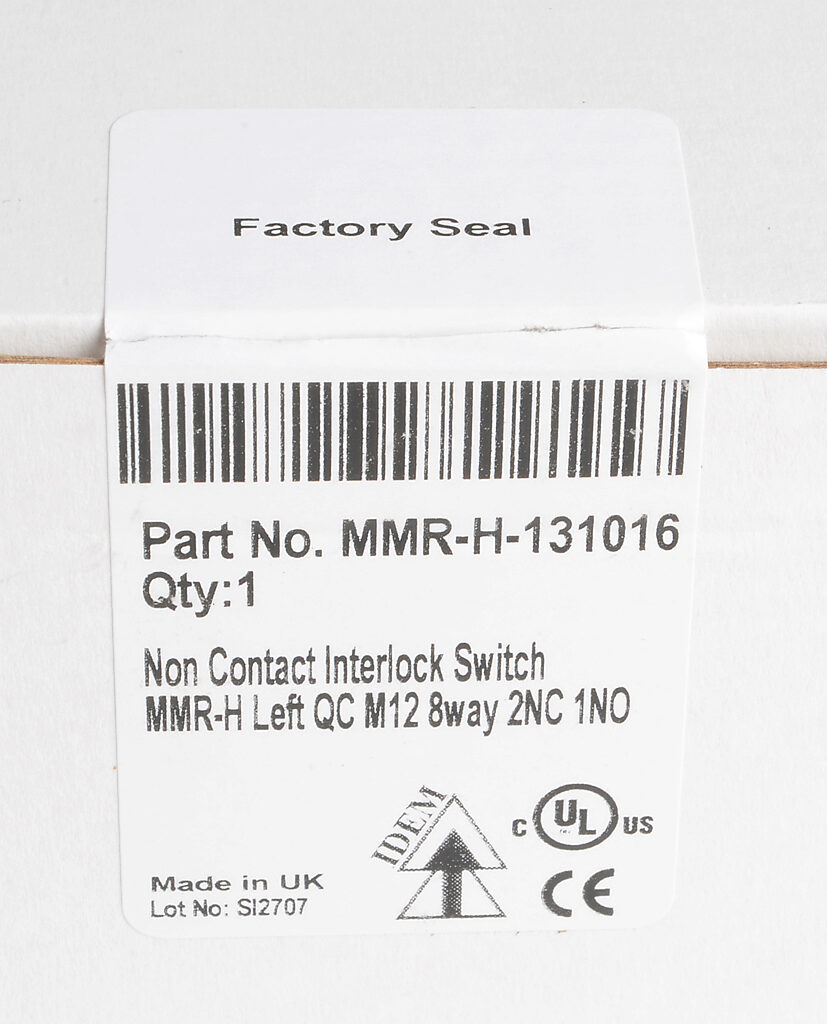 Factory Seal
Part No. MMR-H-131016
Qty:1
Non Contact Interlock Switch
MMR-H Left QC M12 8way 2NC 1NO
IDEM
C UL US
CE
Made in UK
Lot No: SI2707